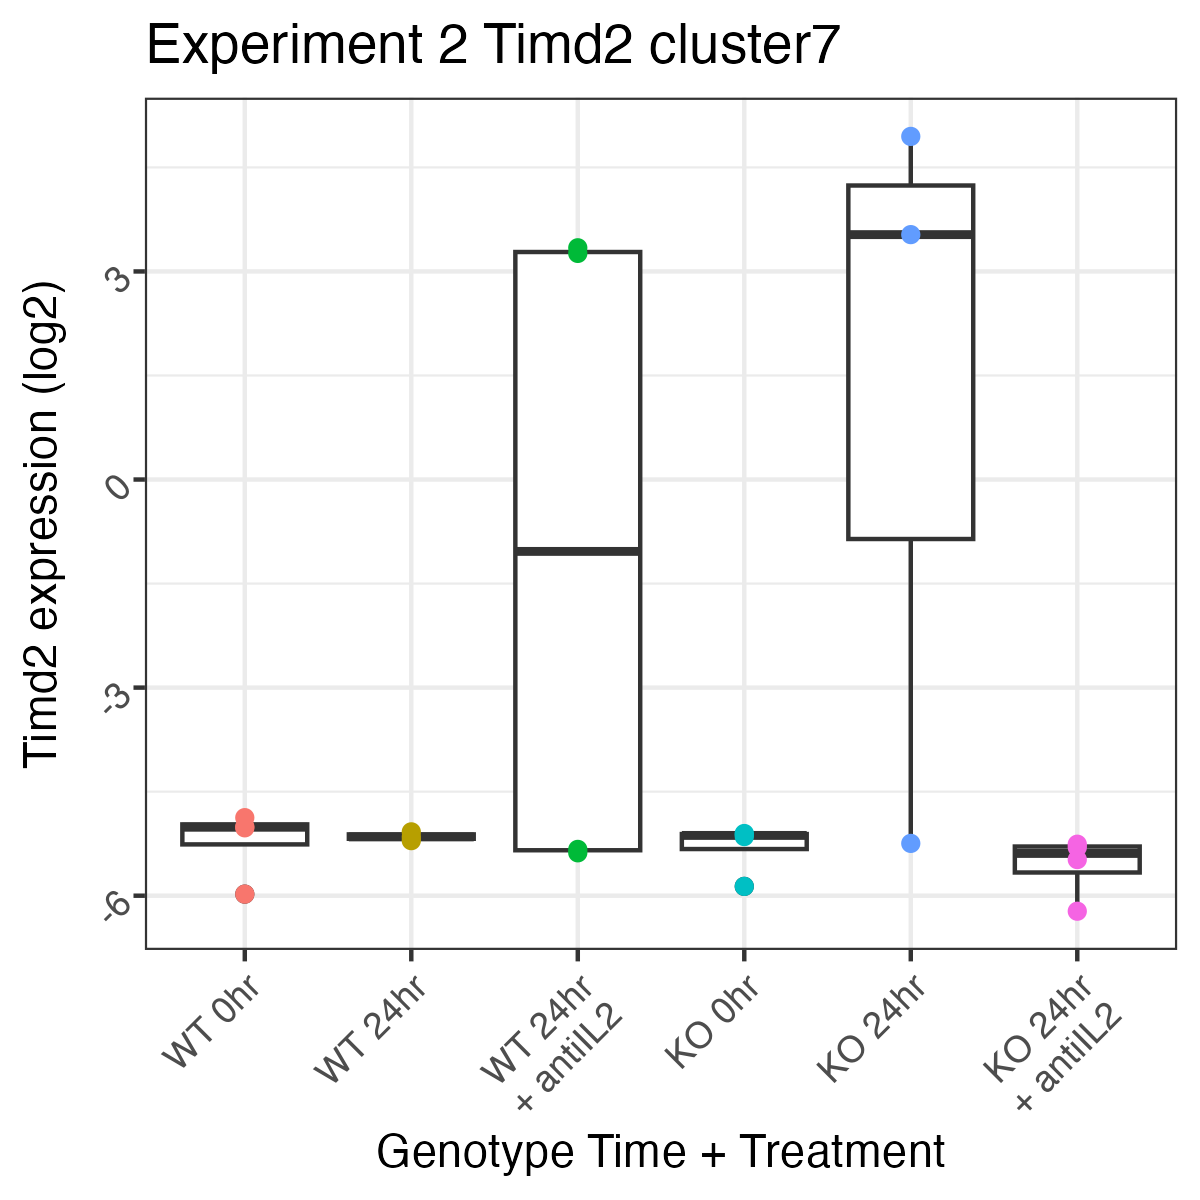 Experiment 2 Timd2 cluster7
Timd2 expression (log2)
3
0
-3
-6
WT 0hr
WT 24hr
WT 24hr
+ antiIL2
KO 0hr
KO 24hr
KO 24hr
+ antiIL2
Genotype Time + Treatment